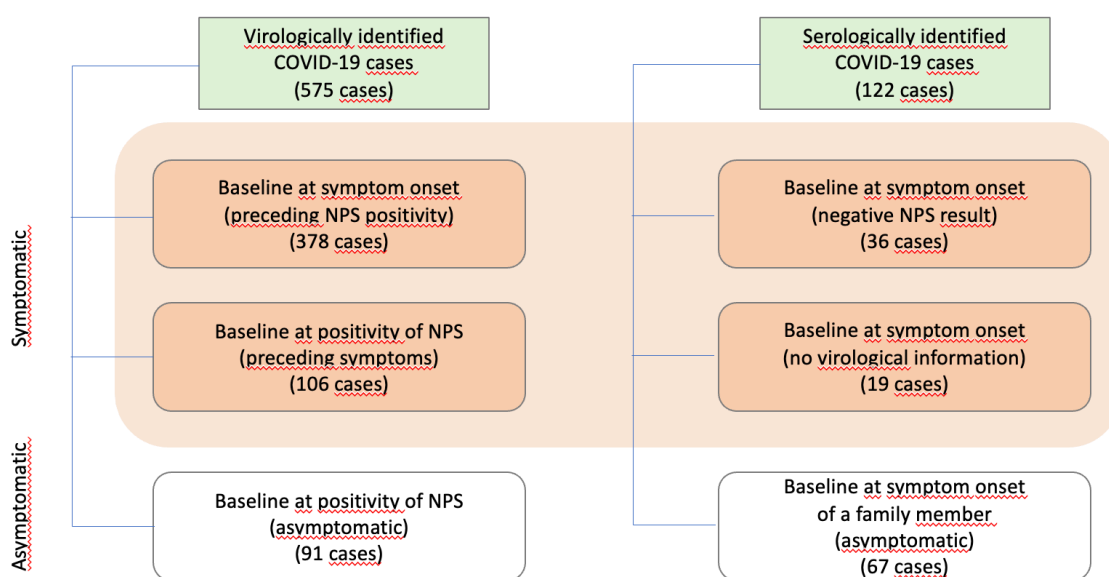 Virologically identified
COVID-19 cases
(575 cases)
Serologically identified
COVID-19 cases
(122 cases)
Symptomatic
Baseline at symptom onset
(preceding NPS positivity)
(378 cases)
Baseline at symptom onset
(negative NPS result)
(36 cases)
Baseline at positivity of NPS
(preceding symptoms)
(106 cases)
Baseline at symptom onset
(no virological information)
(19 cases)
Asymptomatic
Baseline at positivity of NPS
(asymptomatic)
(91 cases)
Baseline at symptom onset
of a family member
(asymptomatic)
(67 cases)